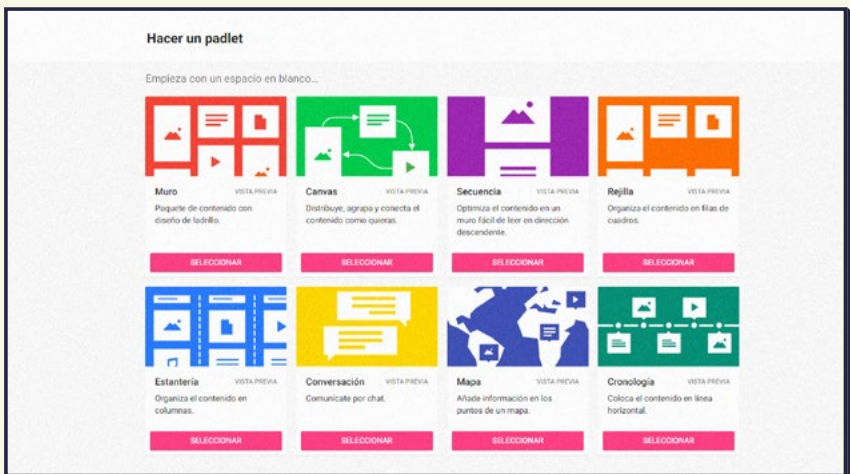 Hacer un padlet
Empieza con un espacio en blanco...
Muro VISTA PREVIA
Paquete de contenido con
diseño de ladrillo.
SELECCIONAR
Canvas VISTA PREVIA
Distribuye, agrupa y conecta el
contenido como quieras.
SELECCIONAR
Secuencia VISTA PREVIA
Optimiza el contenido en un
muro fácil de leer en dirección
descendente.
SELECCIONAR
Rejilla VISTA PREVIA
Organiza el contenido en filas de
cuadros.
SELECCIONAR
Estantería VISTA PREVIA
Organiza el contenido en
columnas.
SELECCIONAR
Conversación VISTA PREVIA
Comunícate por chat.
SELECCIONAR
Mapa VISTA PREVIA
Añade información en los
puntos de un mapa.
SELECCIONAR
Cronología VISTA PREVIA
Coloca el contenido en línea
horizontal.
SELECCIONAR